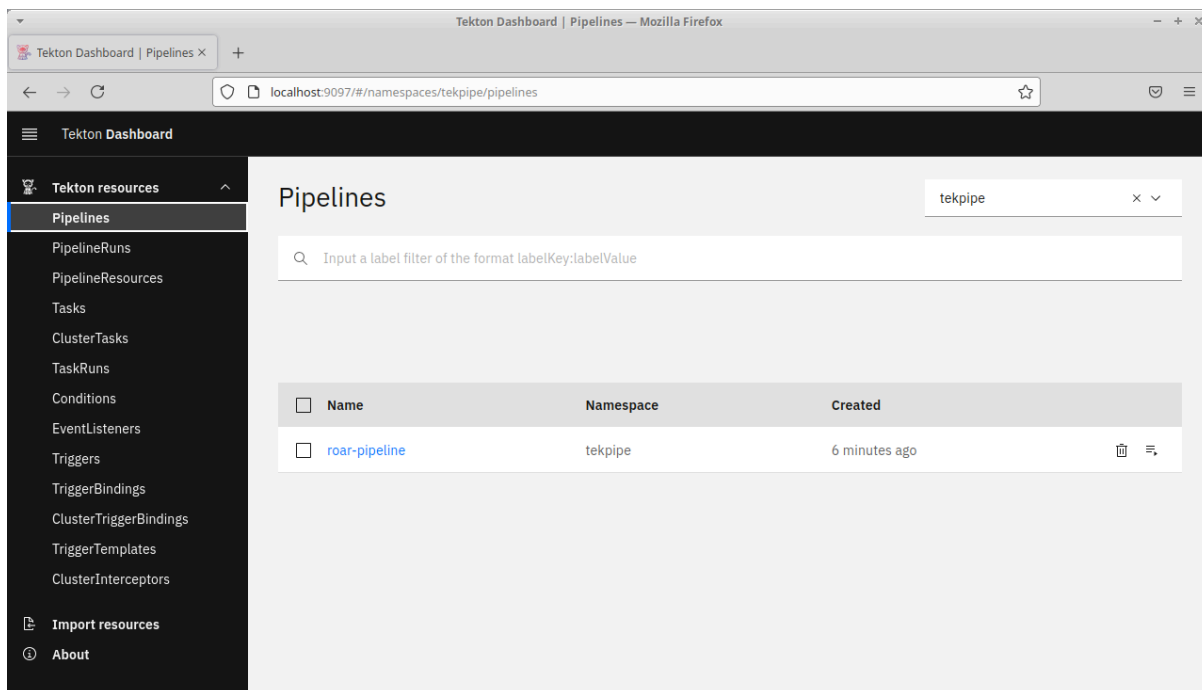 Tekton Dashboard | Pipelines — Mozilla Firefox
Tekton Dashboard | Pipelines
localhost:9097/#/namespaces/tekpipe/pipelines
Tekton Dashboard
Tekton resources
Pipelines
PipelineRuns
PipelineResources
Tasks
ClusterTasks
TaskRuns
Conditions
EventListeners
Triggers
TriggerBindings
ClusterTriggerBindings
TriggerTemplates
ClusterInterceptors
Import resources
About
Pipelines
tekpipe
Input a label filter of the format labelKey:labelValue
Name Namespace Created
roar-pipeline tekpipe 6 minutes ago